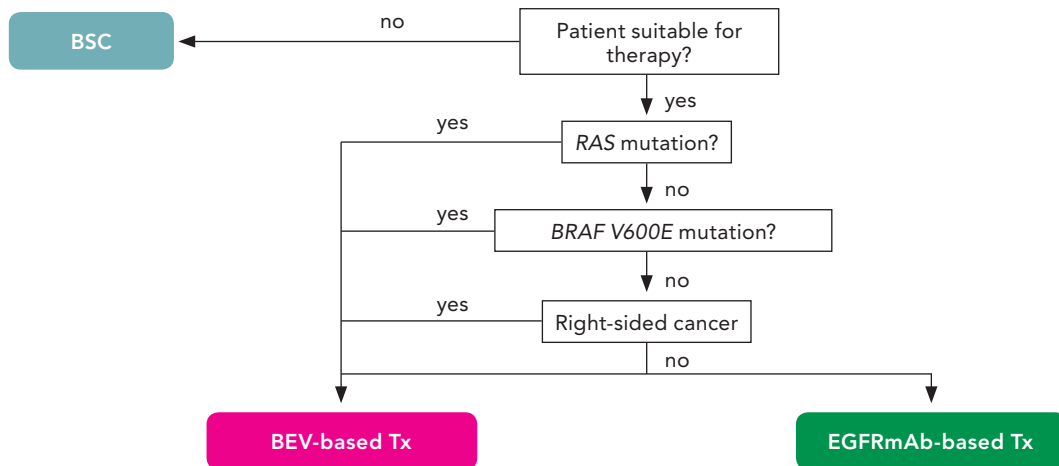 no
BSC
Patient suitable for
therapy?
yes
yes
RAS mutation?
no
yes
BRAF V600E mutation?
no
yes
Right-sided cancer
no
BEV-based Tx
EGFRmAb-based Tx